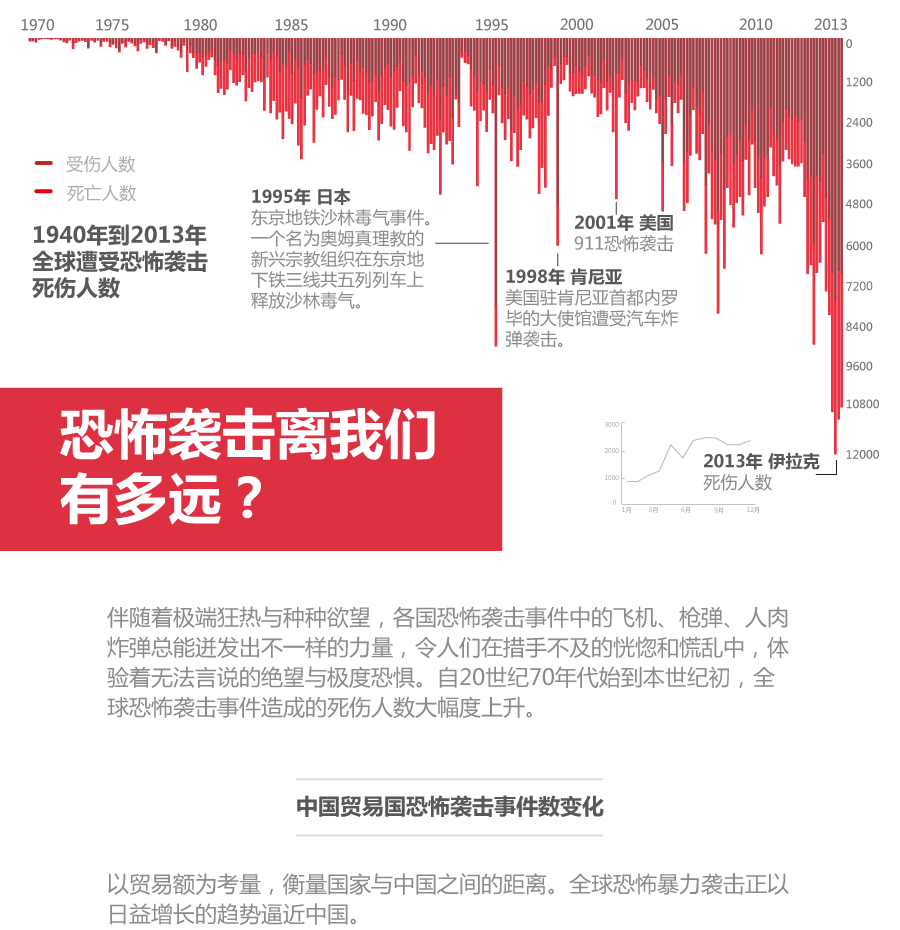 1970 1975 1980 1985 1990 1995 2000 2005 2010 2013
0
1200
2400
3600
4800
6000
7200
8400
9600
10800
12000
受伤人数
死亡人数
1940年到2013年
全球遭受恐怖袭击
死伤人数
1995年 日本
东京地铁沙林毒气事件。
一个名为奥姆真理教的
新兴宗教组织在东京地
下铁三线共五列列车上
释放沙林毒气。
2001年 美国
911恐怖袭击
1998年 肯尼亚
美国驻肯尼亚首都内罗
毕的大使馆遭受汽车炸
弹袭击。
恐怖袭击离我们
有多远？
3000
2000
1000
0
1月 3月 6月 9月 12月
2013年 伊拉克
死伤人数
伴随着极端狂热与种种欲望，各国恐怖袭击事件中的飞机、枪弹、人肉
炸弹总能迸发出不一样的力量，令人们在措手不及的恍惚和慌乱中，体
验着无法言说的绝望与极度恐惧。自20世纪70年代始到本世纪初，全
球恐怖袭击事件造成的死伤人数大幅度上升。
中国贸易国恐怖袭击事件数变化
以贸易额为考量，衡量国家与中国之间的距离。全球恐怖暴力袭击正以
日益增长的趋势逼近中国。